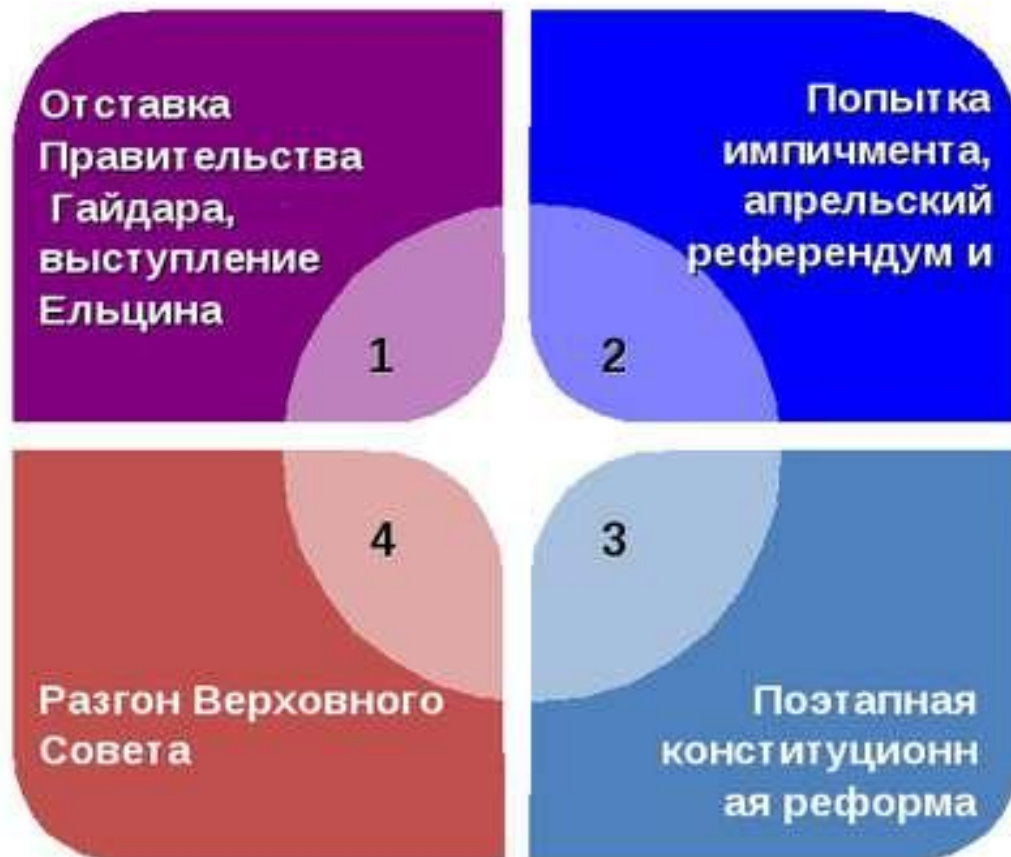 Отставка
Правительства
Гайдара,
выступление
Ельцина
1
Попытка
импичмента,
апрельский
референдум и
2
4
Разгон Верховного
Совета
3
Поэтапная
конституционн
ая реформа